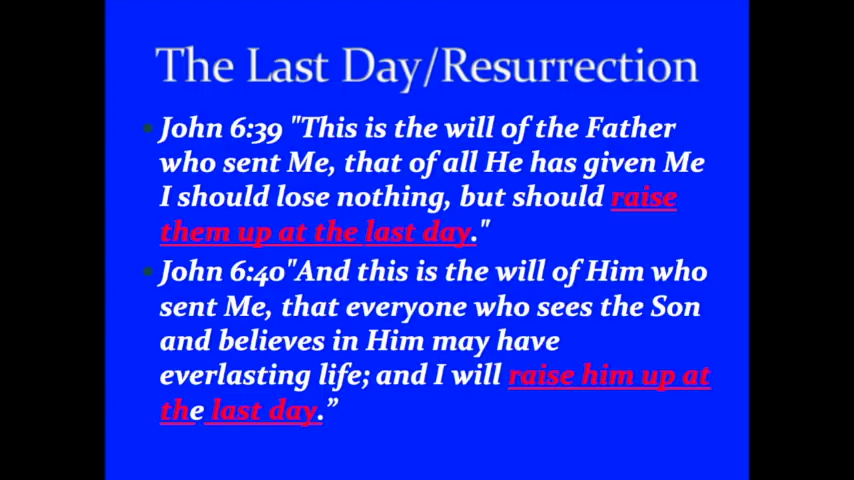 The Last Day/Resurrection
• John 6:39 "This is the will of the Father
who sent Me, that of all He has given Me
I should lose nothing, but should raise
them up at the last day."
• John 6:40"And this is the will of Him who
sent Me, that everyone who sees the Son
and believes in Him may have
everlasting life; and I will raise him up at
the last day.”